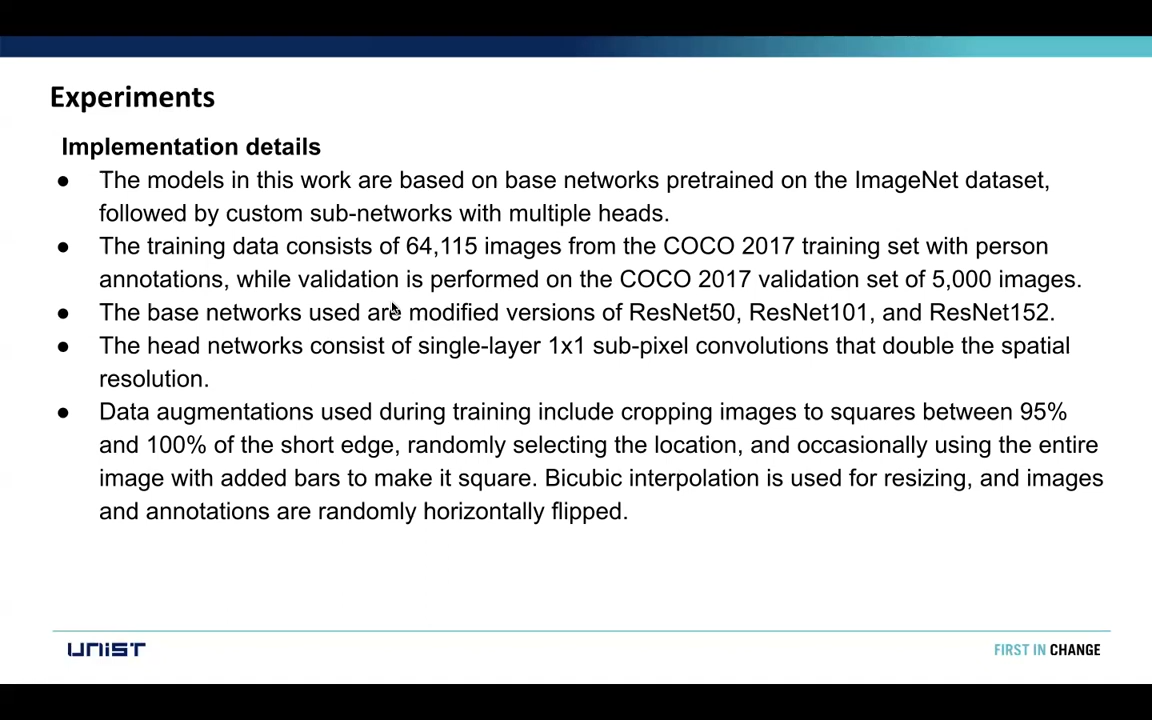 Experiments
Implementation details
● The models in this work are based on base networks pretrained on the ImageNet dataset,
followed by custom sub-networks with multiple heads.
● The training data consists of 64,115 images from the COCO 2017 training set with person
annotations, while validation is performed on the COCO 2017 validation set of 5,000 images.
● The base networks used are modified versions of ResNet50, ResNet101, and ResNet152.
● The head networks consist of single-layer 1x1 sub-pixel convolutions that double the spatial
resolution.
● Data augmentations used during training include cropping images to squares between 95%
and 100% of the short edge, randomly selecting the location, and occasionally using the entire
image with added bars to make it square. Bicubic interpolation is used for resizing, and images
and annotations are randomly horizontally flipped.
UNIST
FIRST IN CHANGE